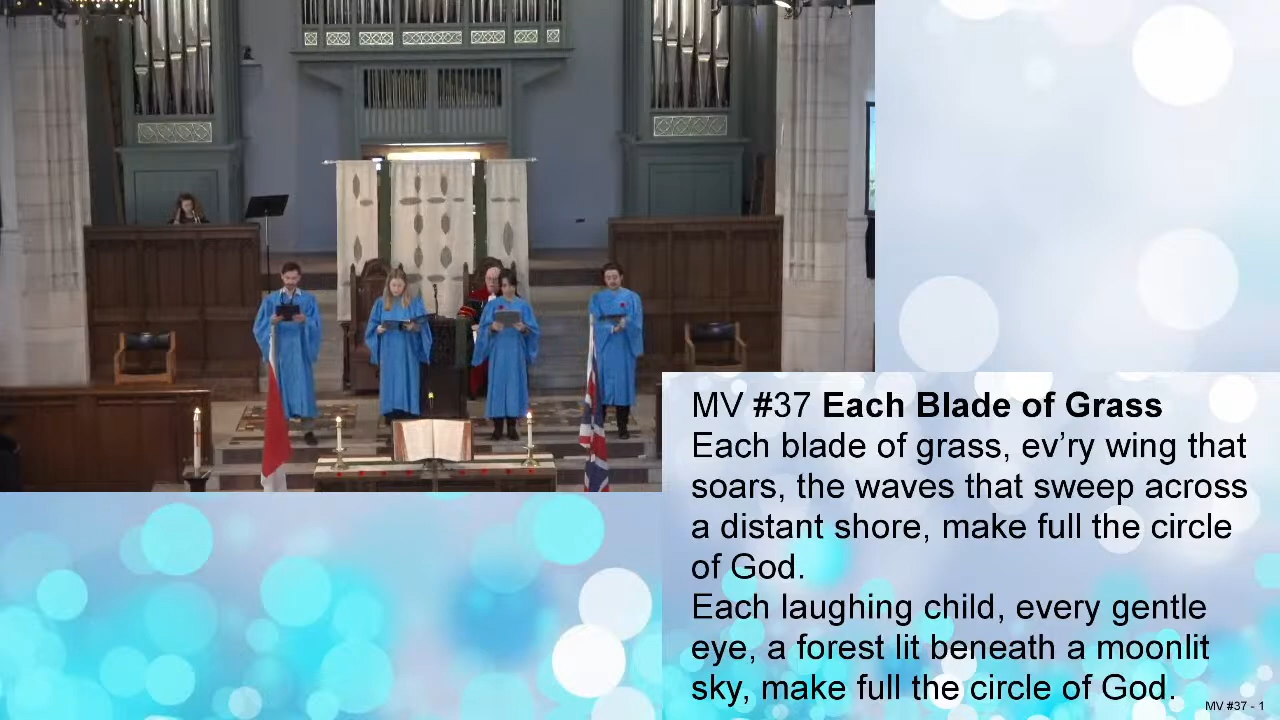 MV #37 Each Blade of Grass
Each blade of grass, ev’ry wing that
soars, the waves that sweep across
a distant shore, make full the circle
of God.
Each laughing child, every gentle
eye, a forest lit beneath a moonlit
sky, make full the circle of God.
MV #37 - 1